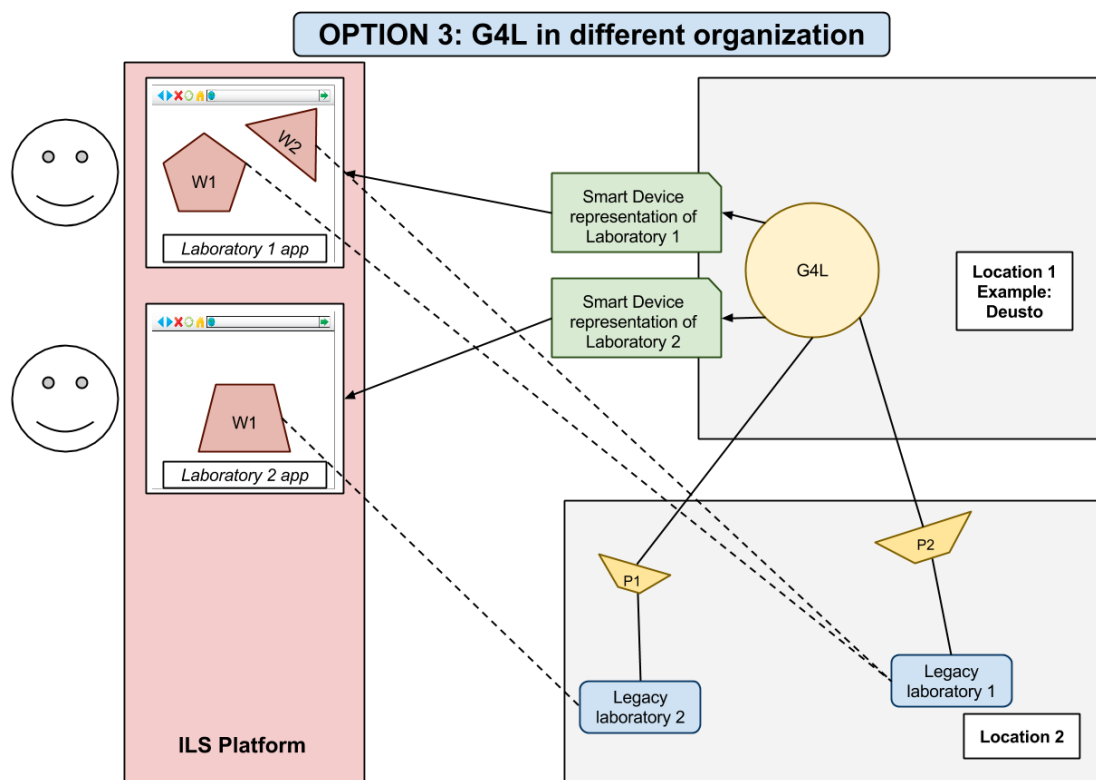 OPTION 3: G4L in different organization
W2
W1
Laboratory 1 app
Smart Device
representation of
Laboratory 1
G4L
Location 1
Example:
Deusto
Smart Device
representation of
Laboratory 2
W1
Laboratory 2 app
P2
P1
Legacy
laboratory 1
Legacy
laboratory 2
Location 2
ILS Platform